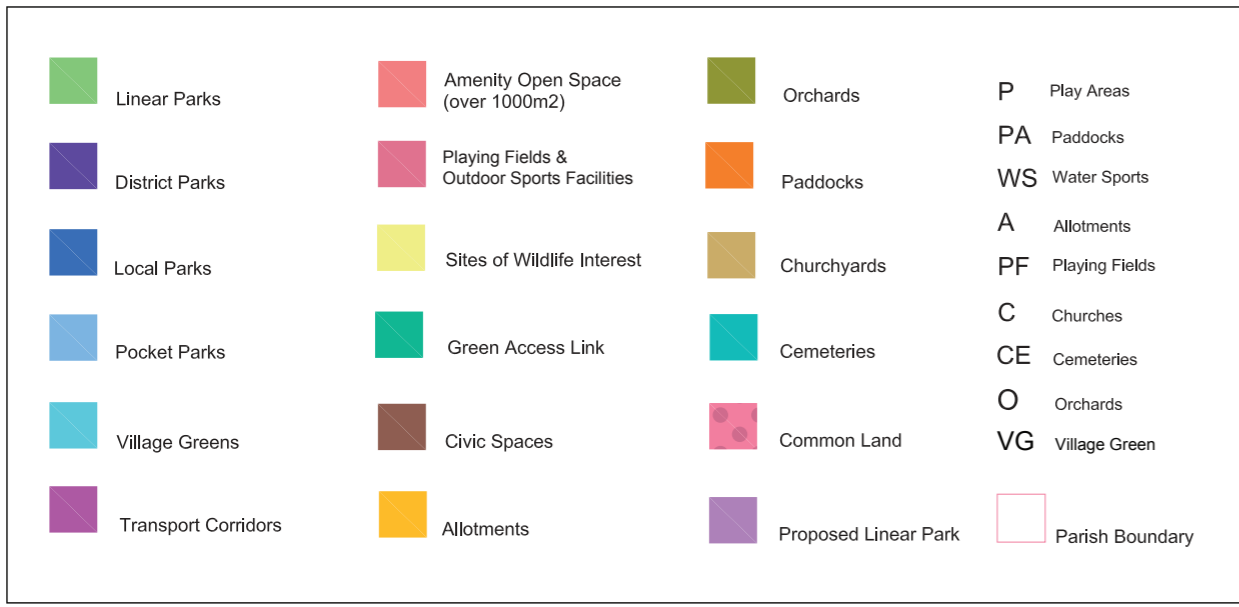 Linear Parks
District Parks
Local Parks
Pocket Parks
Village Greens
Transport Corridors
Amenity Open Space
(over 1000m2)
Playing Fields &
Outdoor Sports Facilities
Sites of Wildlife Interest
Green Access Link
Civic Spaces
Allotments
Orchards
Paddocks
Churchyards
Cemeteries
Common Land
Proposed Linear Park
P Play Areas
PA Paddocks
WS Water Sports
A Allotments
PF Playing Fields
C Churches
CE Cemeteries
O Orchards
VG Village Green
Parish Boundary